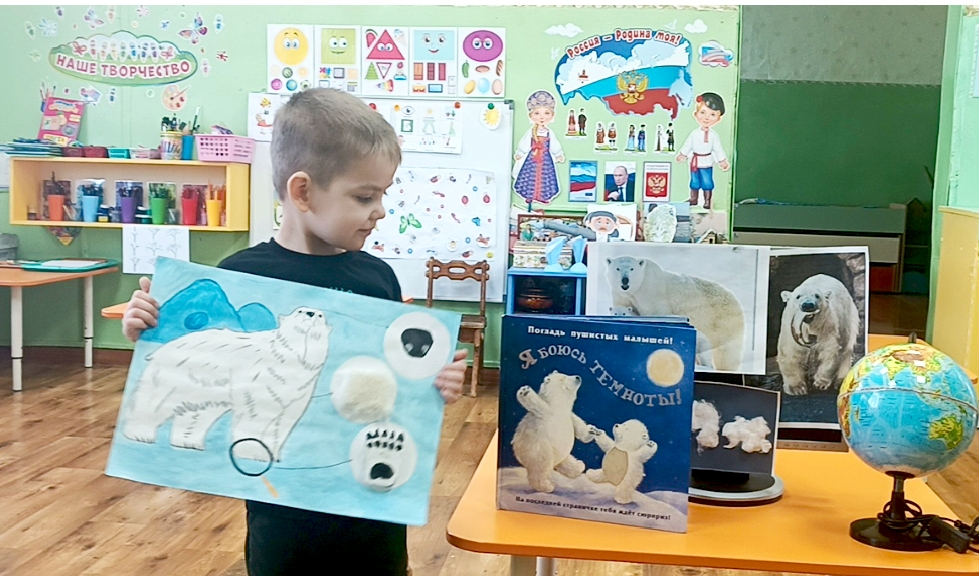 НАШЕ ТВОРЧЕСТВО
Россия – Родина моя!
Погладь пушистых малышей!
Я БОЮСЬ
ТЕМНОТЫ!
На последней страничке тебя ждёт сюрприз!